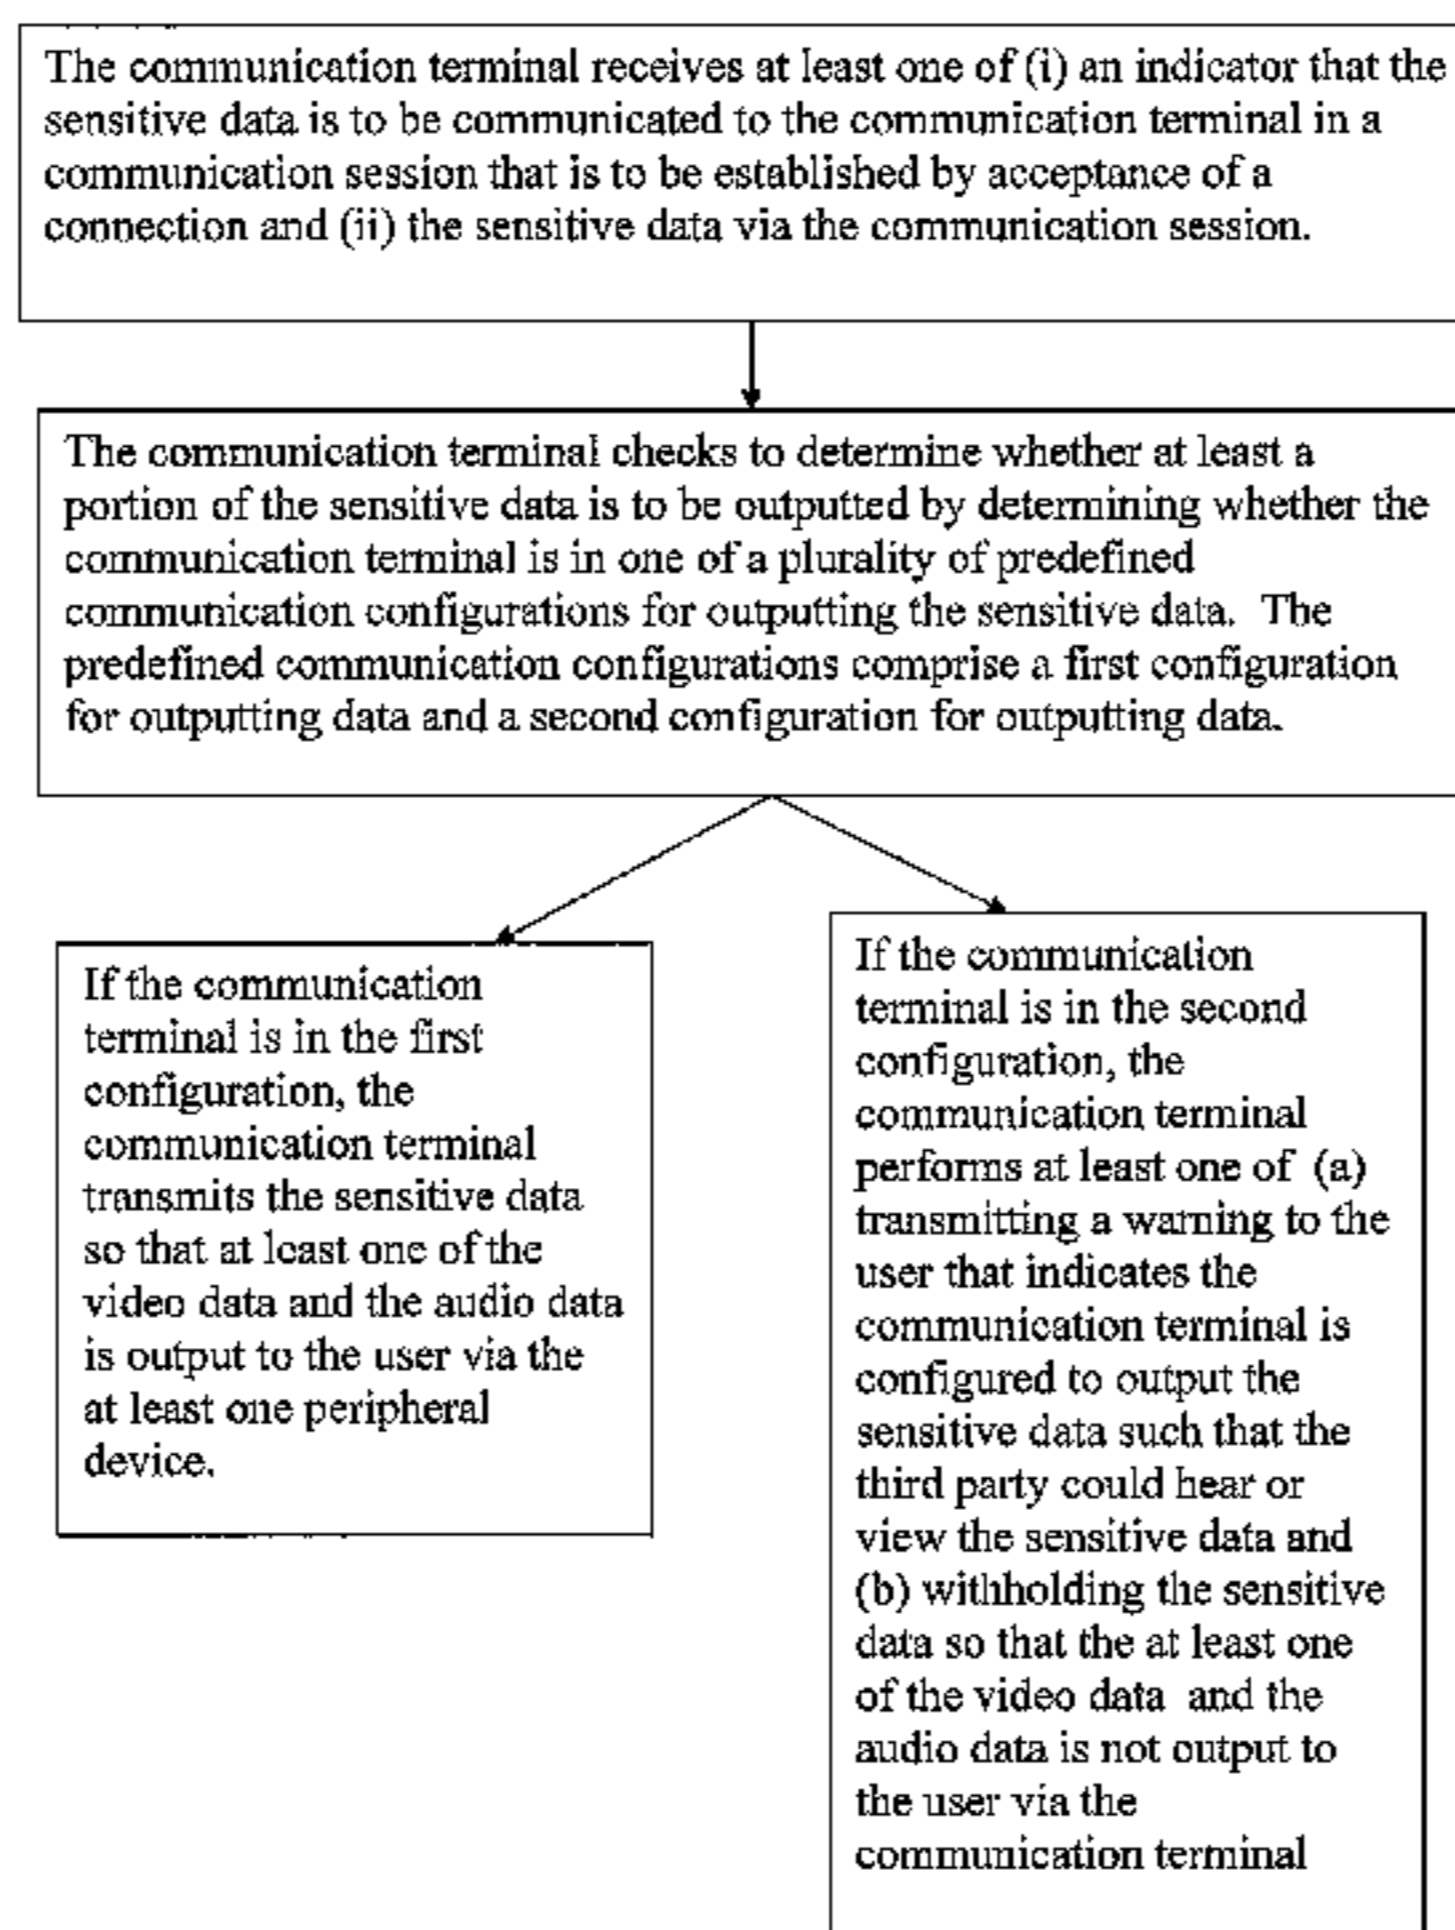 The communication terminal receives at least one of (i) an indicator that the
sensitive data is to be communicated to the communication terminal in a
communication session that is to be established by acceptance of a
connection and (ii) the sensitive data via the communication session.
The communication terminal checks to determine whether at least a
portion of the sensitive data is to be outputted by determining whether the
communication terminal is in one of a plurality of predefined
communication configurations for outputting the sensitive data. The
predefined communication configurations comprise a first configuration
for outputting data and a second configuration for outputting data.
If the communication
terminal is in the first
configuration, the
communication terminal
transmits the sensitive data
so that at least one of the
video data and the audio data
is output to the user via the
at least one peripheral
device.
If the communication
terminal is in the second
configuration, the
communication terminal
performs at least one of (a)
transmitting a warning to the
user that indicates the
communication terminal is
configured to output the
sensitive data such that the
third party could hear or
view the sensitive data and
(b) withholding the sensitive
data so that the at least one
of the video data and the
audio data is not output to
the user via the
communication terminal